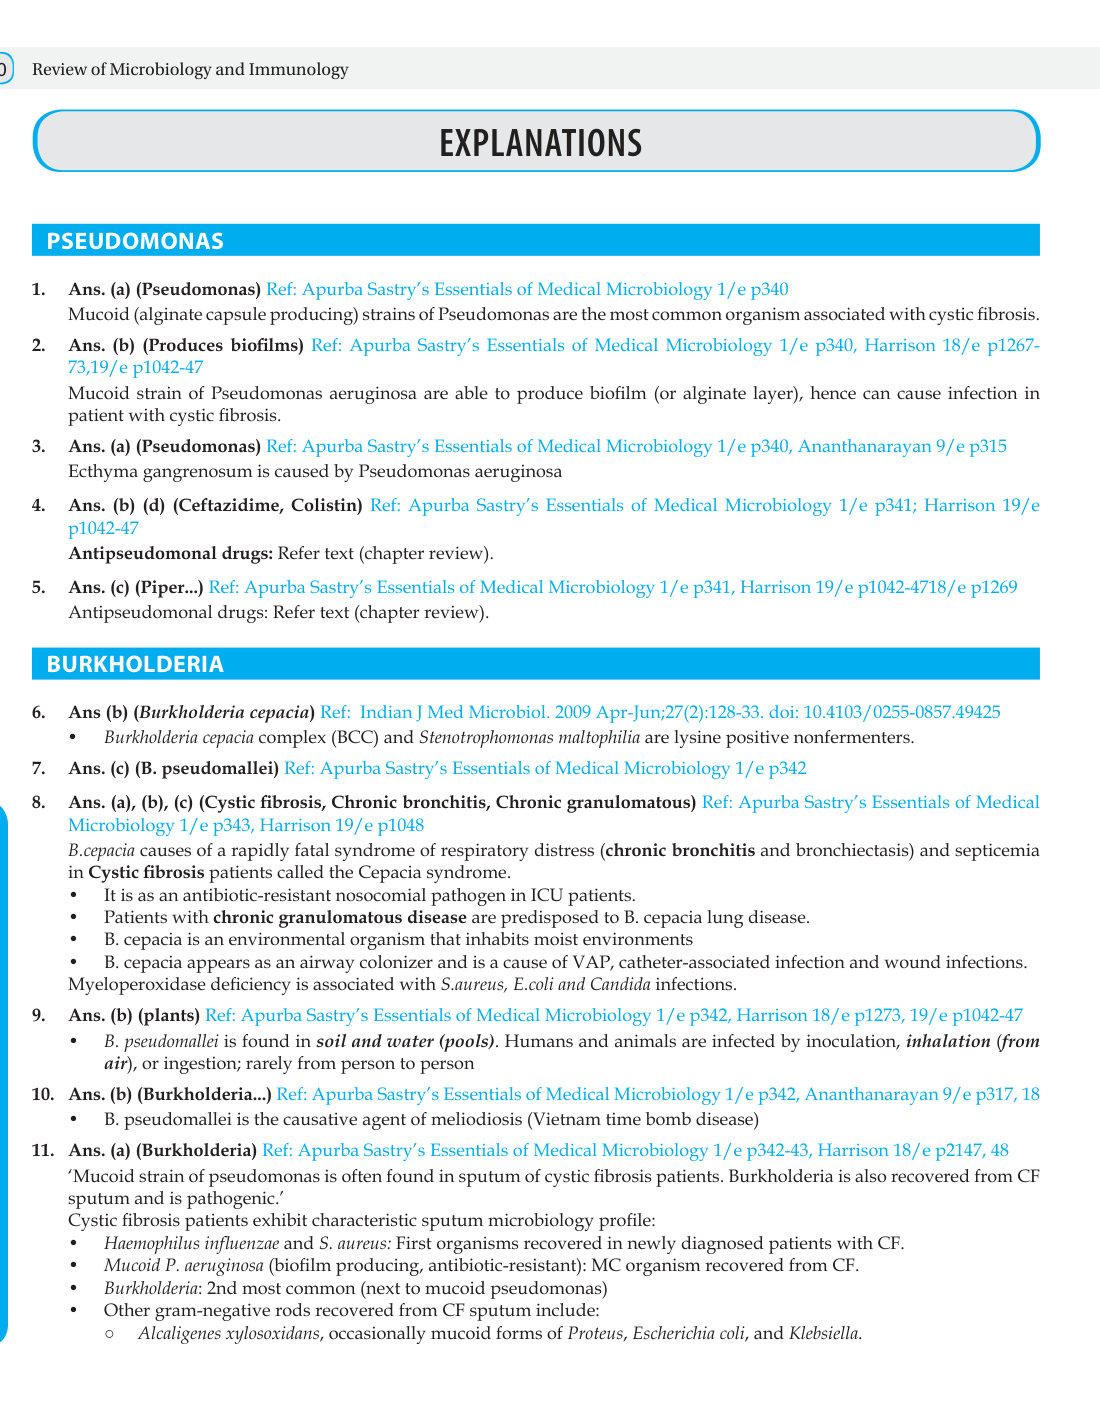 0 Review of Microbiology and Immunology
EXPLANATIONS
PSEUDOMONAS
1. Ans. (a) (Pseudomonas) Ref: Apurba Sastry's Essentials of Medical Microbiology 1/e p340
Mucoid (alginate capsule producing) strains of Pseudomonas are the most common organism associated with cystic fibrosis.
2. Ans. (b) (Produces biofilms) Ref: Apurba Sastry's Essentials of Medical Microbiology 1/e p340, Harrison 18/e p1267-
73,19/e p1042-47
Mucoid strain of Pseudomonas aeruginosa are able to produce biofilm (or alginate layer), hence can cause infection in
patient with cystic fibrosis.
3. Ans. (a) (Pseudomonas) Ref: Apurba Sastry's Essentials of Medical Microbiology 1/e p340, Ananthanarayan 9/e p315
Ecthyma gangrenosum is caused by Pseudomonas aeruginosa
4. Ans. (b) (d) (Ceftazidime, Colistin) Ref: Apurba Sastry's Essentials of Medical Microbiology 1/e p341; Harrison 19/e
p1042-47
Antipseudomonal drugs: Refer text (chapter review).
5. Ans. (c) (Piper...) Ref: Apurba Sastry's Essentials of Medical Microbiology 1/e p341, Harrison 19/e p1042-4718/e p1269
Antipseudomonal drugs: Refer text (chapter review).
BURKHOLDERIA
6. Ans (b) (Burkholderia cepacia) Ref: Indian J Med Microbiol. 2009 Apr-Jun;27(2):128-33. doi: 10.4103/0255-0857.49425
• Burkholderia cepacia complex (BCC) and Stenotrophomonas maltophilia are lysine positive nonfermenters.
7. Ans. (c) (B. pseudomallei) Ref: Apurba Sastry's Essentials of Medical Microbiology 1/e p342
8. Ans. (a), (b), (c) (Cystic fibrosis, Chronic bronchitis, Chronic granulomatous) Ref: Apurba Sastry's Essentials of Medical
Microbiology 1/e p343, Harrison 19/e p1048
B.cepacia causes of a rapidly fatal syndrome of respiratory distress (chronic bronchitis and bronchiectasis) and septicemia
in Cystic fibrosis patients called the Cepacia syndrome.
• It is as an antibiotic-resistant nosocomial pathogen in ICU patients.
• Patients with chronic granulomatous disease are predisposed to B. cepacia lung disease.
• B. cepacia is an environmental organism that inhabits moist environments
• B. cepacia appears as an airway colonizer and is a cause of VAP, catheter-associated infection and wound infections.
Myeloperoxidase deficiency is associated with S.aureus, E.coli and Candida infections.
9. Ans. (b) (plants) Ref: Apurba Sastry's Essentials of Medical Microbiology 1/e p342, Harrison 18/e p1273, 19/e p1042-47
• B. pseudomallei is found in soil and water (pools). Humans and animals are infected by inoculation, inhalation (from
air), or ingestion; rarely from person to person
10. Ans. (b) (Burkholderia...) Ref: Apurba Sastry's Essentials of Medical Microbiology 1/e p342, Ananthanarayan 9/e p317, 18
• B. pseudomallei is the causative agent of meliodiosis (Vietnam time bomb disease)
11. Ans. (a) (Burkholderia) Ref: Apurba Sastry's Essentials of Medical Microbiology 1/e p342-43, Harrison 18/e p2147, 48
'Mucoid strain of pseudomonas is often found in sputum of cystic fibrosis patients. Burkholderia is also recovered from CF
sputum and is pathogenic.'
Cystic fibrosis patients exhibit characteristic sputum microbiology profile:
• Haemophilus influenzae and S. aureus: First organisms recovered in newly diagnosed patients with CF.
• Mucoid P. aeruginosa (biofilm producing, antibiotic-resistant): MC organism recovered from CF.
• Burkholderia: 2nd most common (next to mucoid pseudomonas)
• Other gram-negative rods recovered from CF sputum include:
○ Alcaligenes xylosoxidans, occasionally mucoid forms of Proteus, Escherichia coli, and Klebsiella.